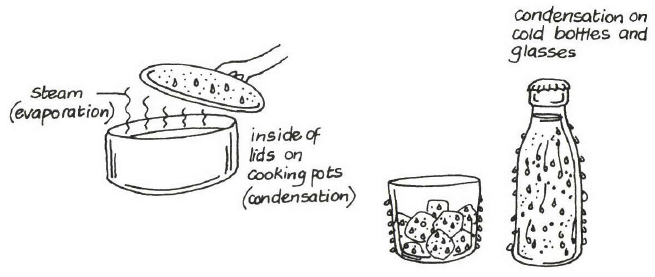 steam
(evaporation)
inside of
lids on
cooking pots
(condensation)
condensation on
cold bottles and
glasses